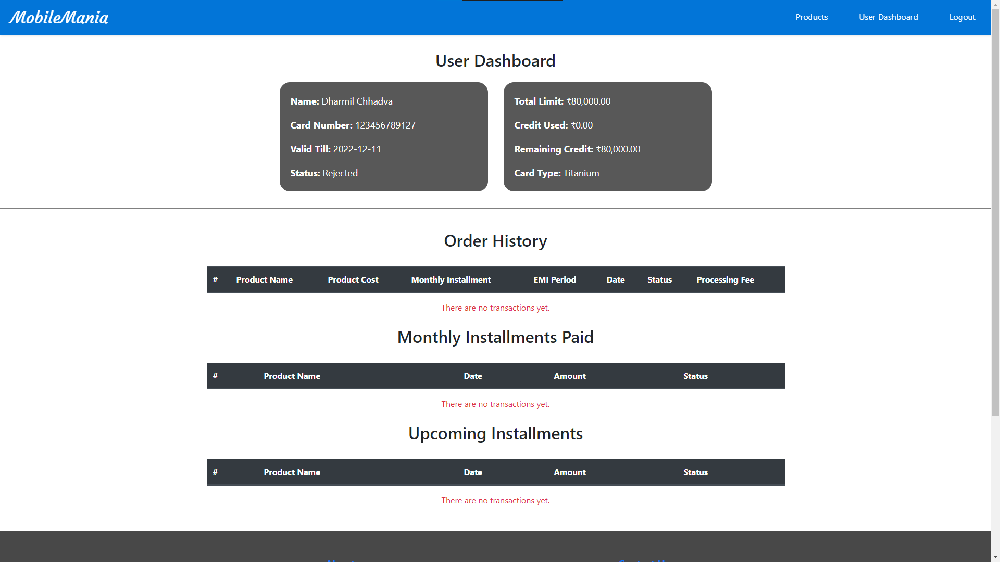 MobileMania
Products
User Dashboard
Logout
User Dashboard
Name: Dharmil Chhadva
Card Number: 123456789127
Valid Till: 2022-12-11
Status: Rejected
Total Limit: ₹80,000.00
Credit Used: ₹0.00
Remaining Credit: ₹80,000.00
Card Type: Titanium
Order History
# Product Name Product Cost Monthly Installment EMI Period Date Status Processing Fee
There are no transactions yet.
Monthly Installments Paid
# Product Name Date Amount Status
There are no transactions yet.
Upcoming Installments
# Product Name Date Amount Status
There are no transactions yet.